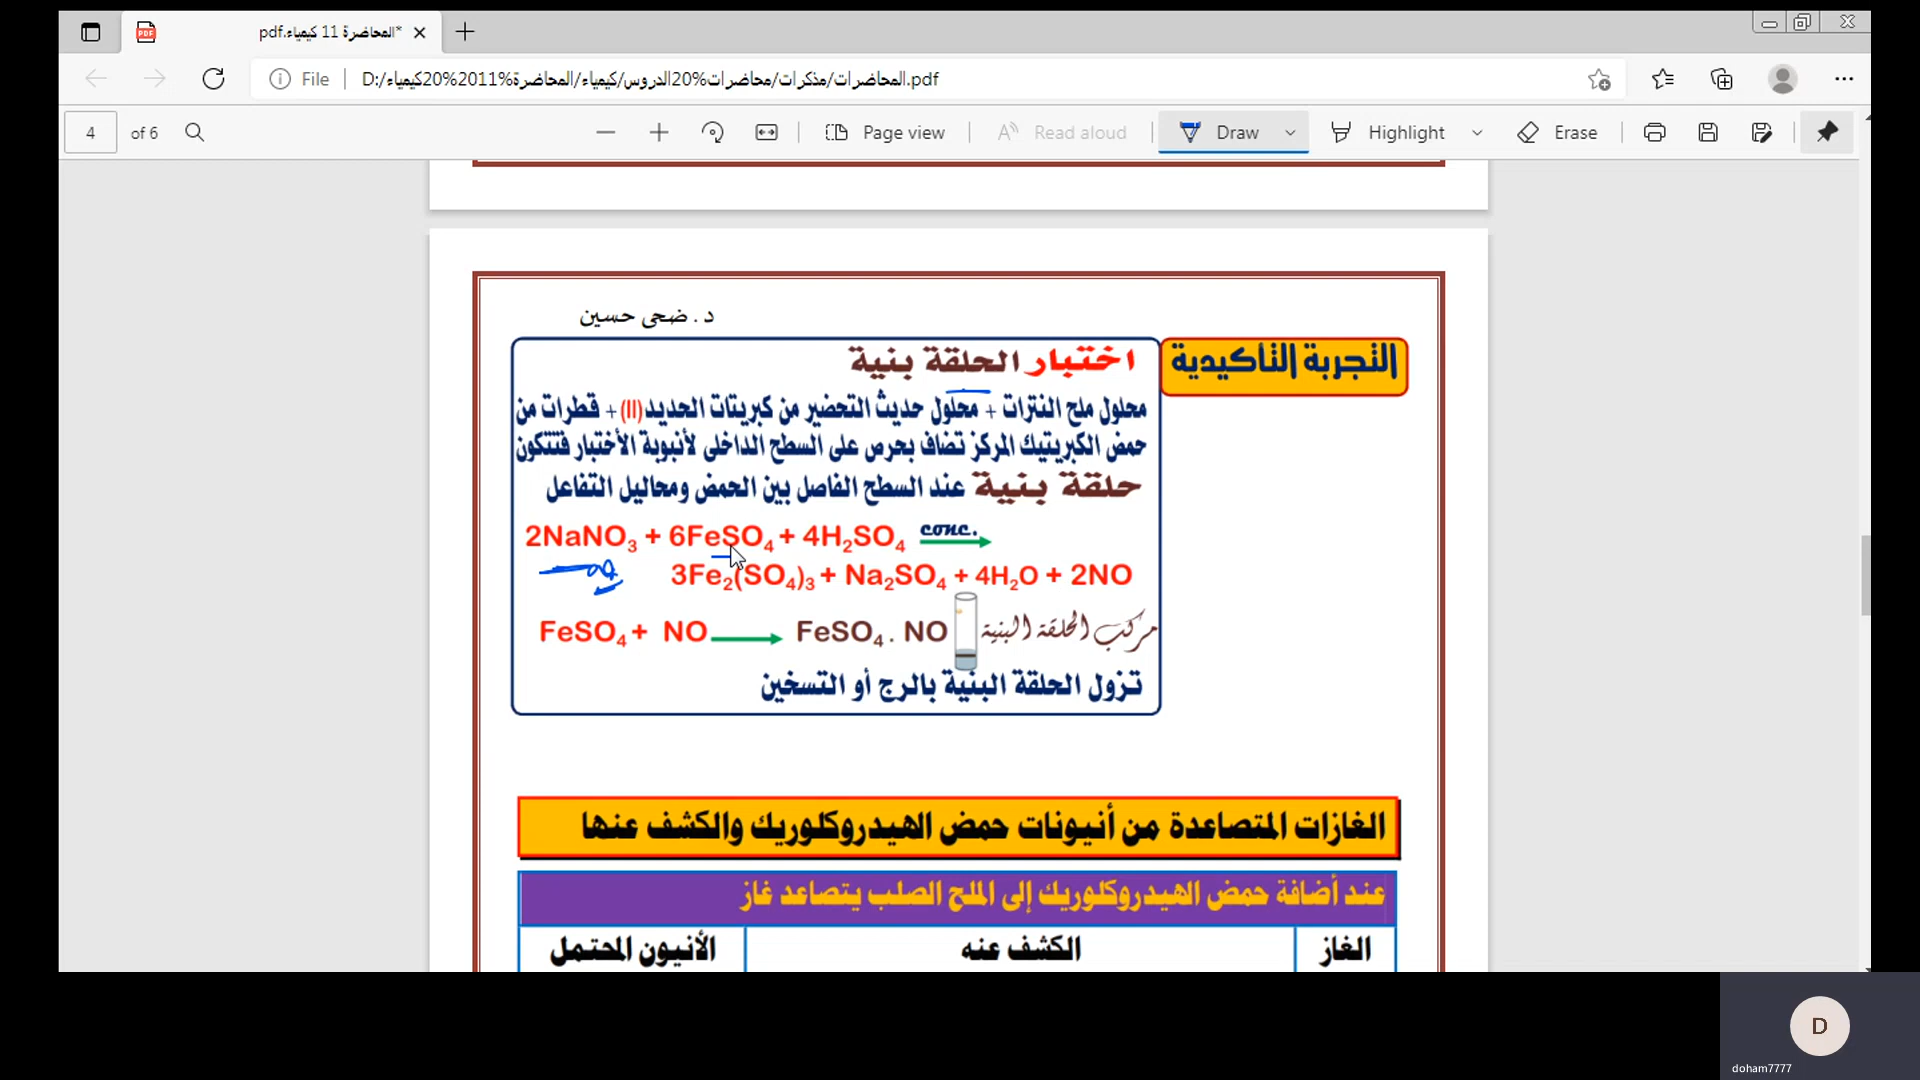 *المحاضرة 11 كيمياء.pdf
File
D:/المحاضرات/مذكرات/محاضرات%20الدروس/كيمياء/المحاضرة%2011%20كيمياء.pdf
4 of 6
Page view
Read aloud
Draw
Highlight
Erase
د . ضحى حسين
التجربة التأكيدية
اختبار الحلقة بنية
محلول ملح النترات + محلول حديث التحضير من كبريتات الحديد(II) + قطرات من
حمض الكبريتيك المركز تضاف بحرص على السطح الداخلى لأنبوبة الأختبار فتتكون
حلقة بنية عند السطح الفاصل بين الحمض ومحاليل التفاعل
2NaNO₃ + 6FeSO₄ + 4H₂SO₄ conc.
3Fe₂(SO₄)₃ + Na₂SO₄ + 4H₂O + 2NO
FeSO₄ + NO → FeSO₄ . NO مركب الحلقة البنية
تزول الحلقة البنية بالرج أو التسخين
الغازات المتصاعدة من أنيونات حمض الهيدروكلوريك والكشف عنها
عند أضافة حمض الهيدروكلوريك إلى الملح الصلب يتصاعد غاز
الغاز
الكشف عنه
الأنيون المحتمل
D
doham7777